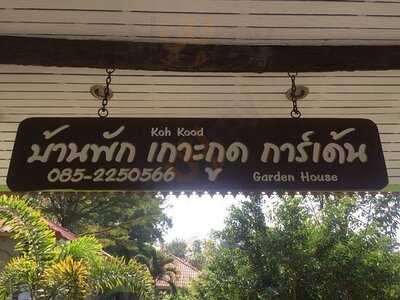 Koh Kood
บ้านพัก เกาะกูด การ์เด้น
085-2250566
Garden House